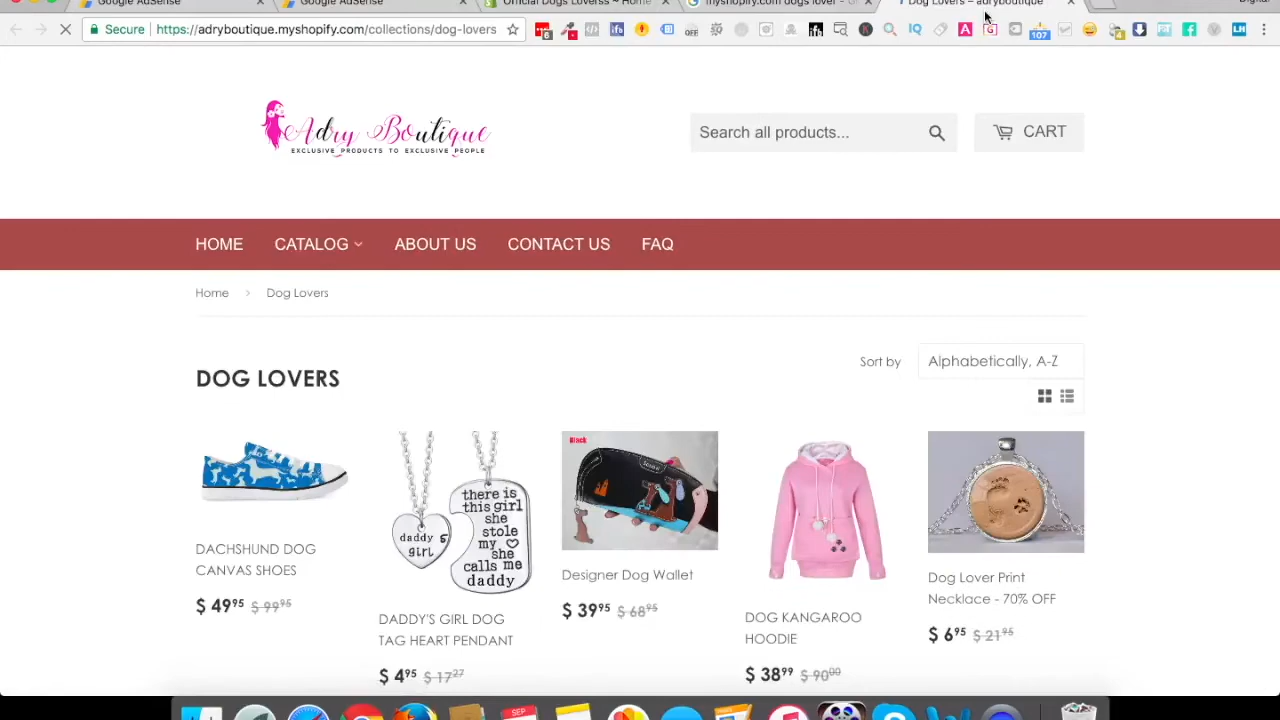 Google AdSense
Google AdSense
Official Dogs Loverss ~ Home
myshopify.com dogs lover - G
Dog Lovers – adryboutique
Digital
Secure
https://adryboutique.myshopify.com/collections/dog-lovers
Adry Boutique
EXCLUSIVE PRODUCTS TO EXCLUSIVE PEOPLE
Search all products...
CART
HOME
CATALOG
ABOUT US
CONTACT US
FAQ
Home
Dog Lovers
DOG LOVERS
Sort by
Alphabetically, A-Z
DACHSHUND DOG
CANVAS SHOES
$ 49 95 $ 99 95
daddy's
girl
there is
this girl
she
stole
my
she
calls me
daddy
DADDY'S GIRL DOG
TAG HEART PENDANT
$ 4 95 $ 17 27
Black
Designer Dog Wallet
$ 39 95 $ 68 95
DOG KANGAROO
HOODIE
$ 38 99 $ 90 00
Dog Lover Print
Necklace - 70% OFF
$ 6 95 $ 21 95
SEP